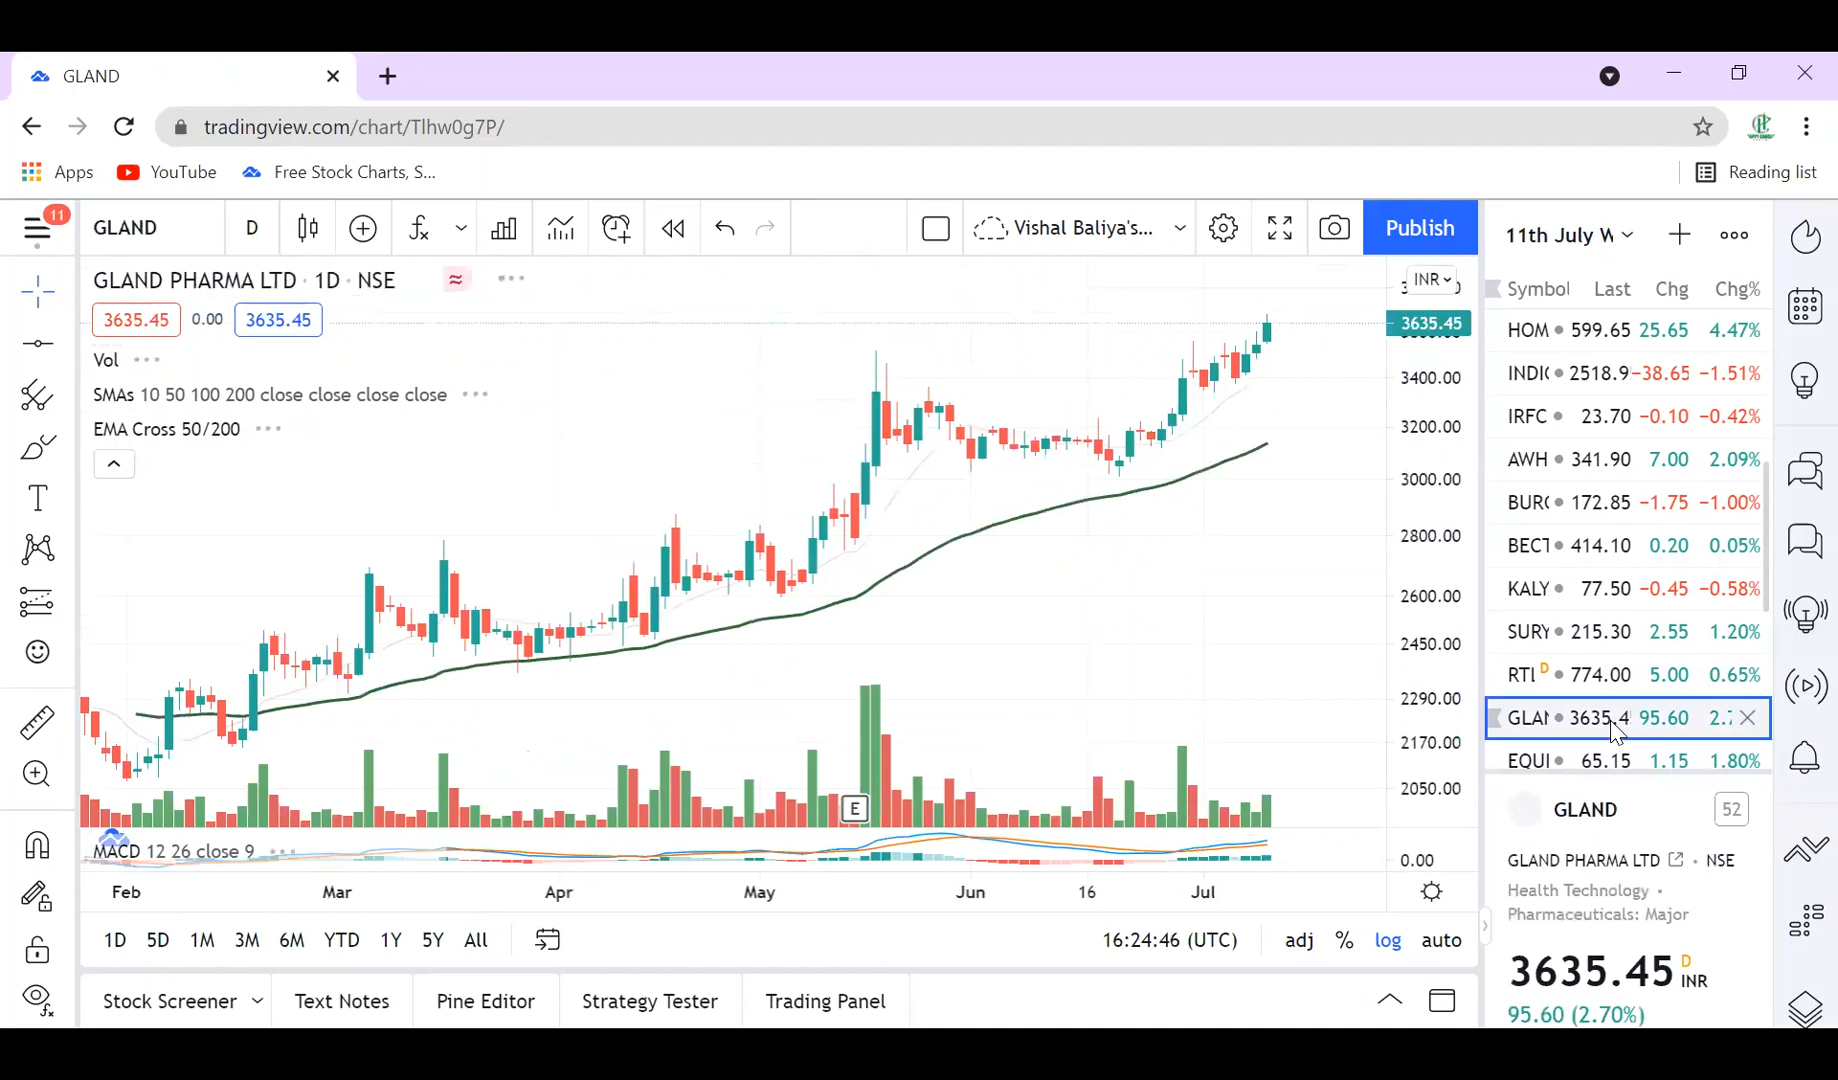 GLAND
tradingview.com/chart/Tlhw0g7P/
Apps YouTube Free Stock Charts, S... Reading list
11 GLAND D Vishal Baliya's... Publish
11th July W
GLAND PHARMA LTD · 1D · NSE
INR
Symbol Last Chg Chg%
3635.45 0.00 3635.45
3635.45
Vol
SMAs 10 50 100 200 close close close close
EMA Cross 50/200
3400.00
3200.00
3000.00
2800.00
2600.00
2450.00
2290.00
2170.00
2050.00
0.00
E
MACD 12 26 close 9
Feb Mar Apr May Jun 16 Jul
1D 5D 1M 3M 6M YTD 1Y 5Y All
16:24:46 (UTC) adj % log auto
Stock Screener Text Notes Pine Editor Strategy Tester Trading Panel
HOM 599.65 25.65 4.47%
2518.9 −38.65 −1.51%
IRFC 23.70 −0.10 −0.42%
AWH 341.90 7.00 2.09%
172.85 −1.75 −1.00%
BECT 414.10 0.20 0.05%
KALY 77.50 −0.45 −0.58%
SURY 215.30 2.55 1.20%
RTL D 774.00 5.00 0.65%
GLAN 3635.4 95.60 2.7
EQUI 65.15 1.15 1.80%
GLAND 52
GLAND PHARMA LTD · NSE
Health Technology •
Pharmaceuticals: Major
3635.45 D INR
95.60 (2.70%)